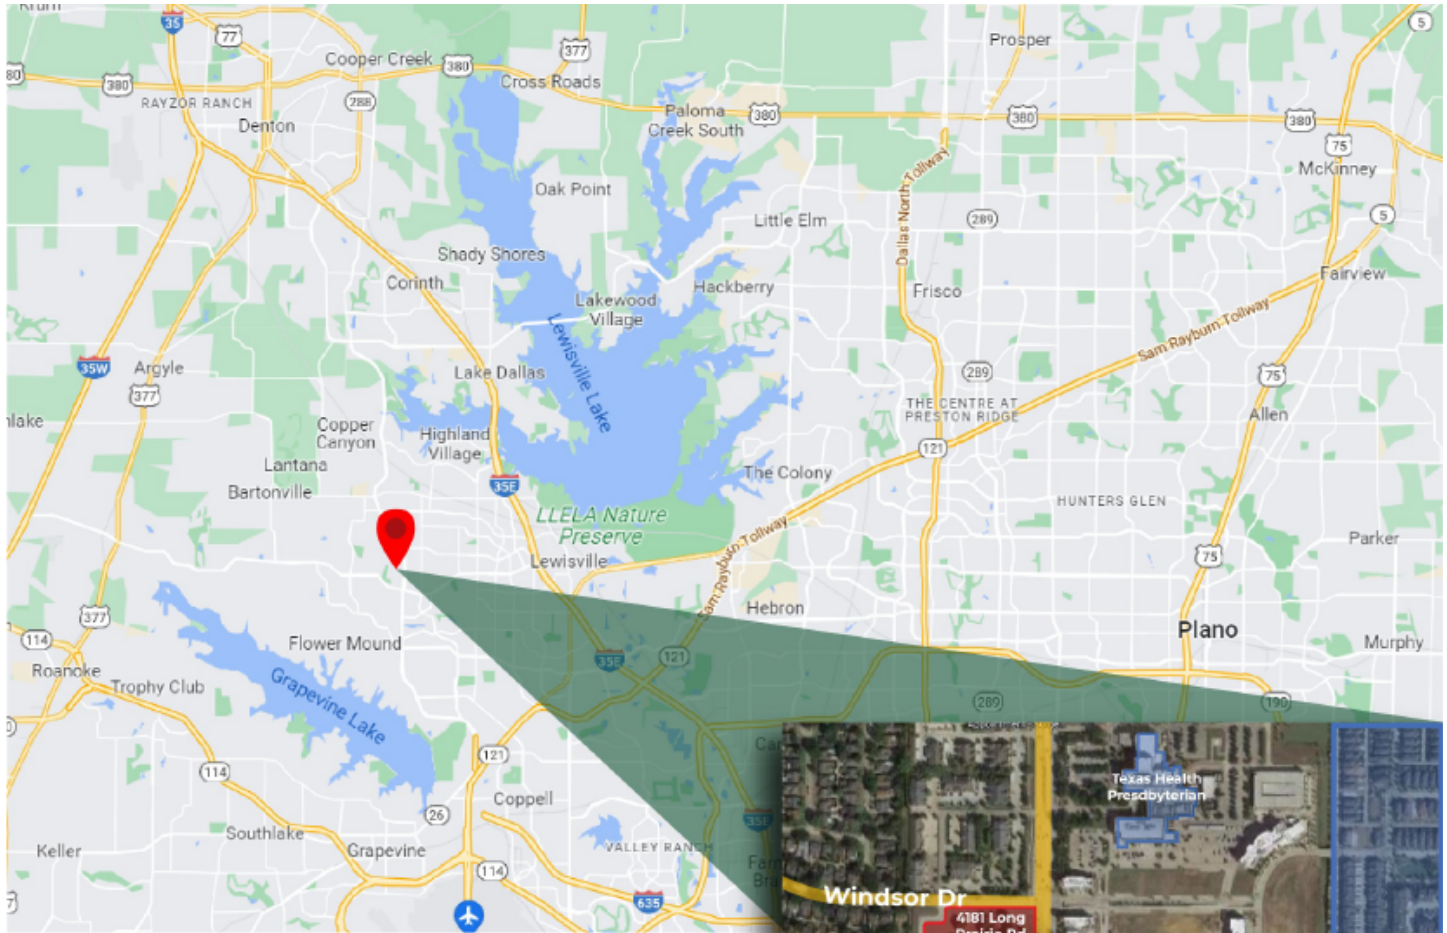 Krum
35
77
5
Cooper Creek
380
377
Prosper
80
380
Cross Roads
RAYZOR RANCH
288
Paloma
Creek South
380
380
380
75
Denton
McKinney
Dallas North Tollway
Oak Point
Little Elm
289
5
Shady Shores
Corinth
Hackberry
Lakewood
Village
Frisco
Fairview
Sam Rayburn Tollway
Lewisville Lake
35W
Argyle
377
Lake Dallas
289
75
THE CENTRE AT
PRESTON RIDGE
Allen
Copper
Canyon
Highland
Village
121
Lantana
Bartonville
The Colony
35E
HUNTERS GLEN
LLELA Nature
Preserve
Sam Rayburn Tollway
Parker
75
Lewisville
Hebron
377
114
Plano
Flower Mound
35E
121
Murphy
Roanoke
Trophy Club
Grapevine Lake
289
190
121
114
Texas Health
Presdbyterian
Coppell
26
35E
Southlake
Keller
Grapevine
VALLEY RANCH
114
635
Windsor Dr
4181 Long
Prairie Rd